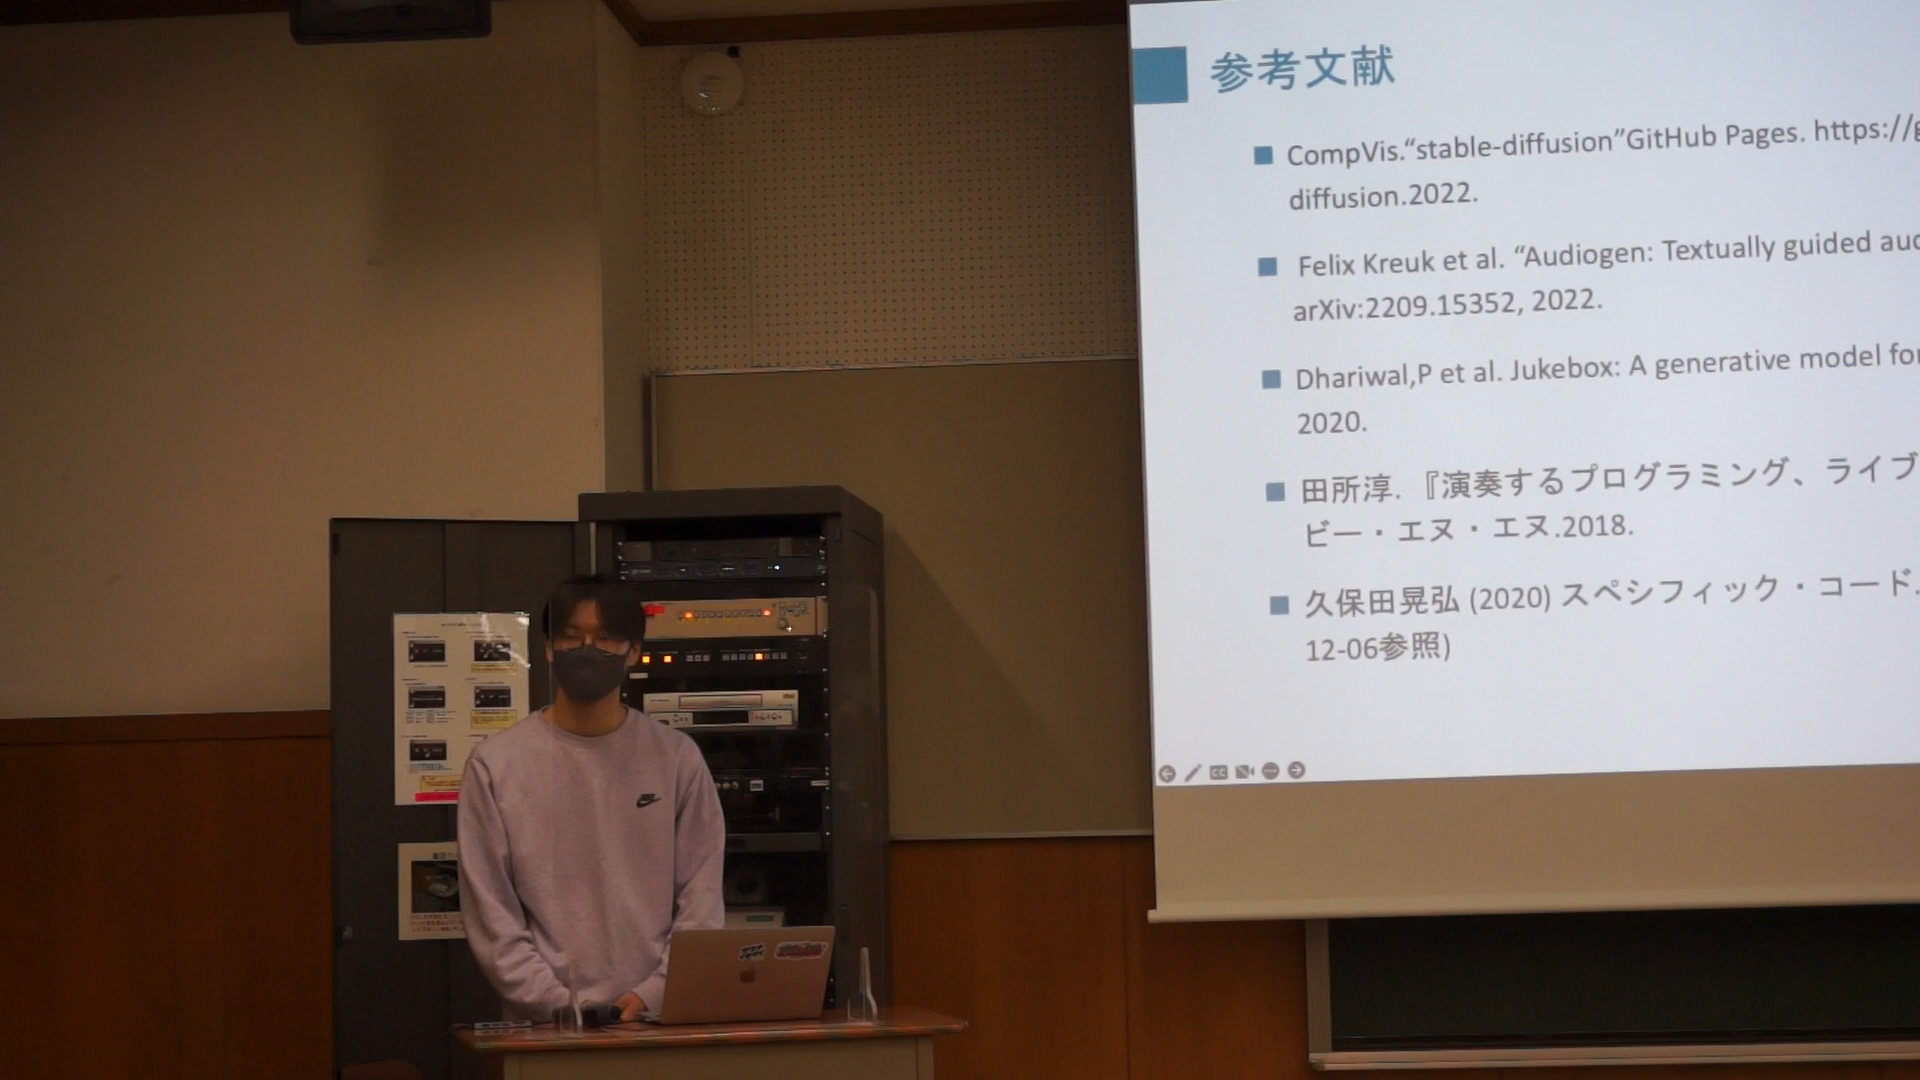 参考文献
CompVis.“stable-diffusion”GitHub Pages. https://g
diffusion.2022.
Felix Kreuk et al. “Audiogen: Textually guided aud
arXiv:2209.15352, 2022.
Dhariwal,P et al. Jukebox: A generative model for
2020.
田所淳. 『演奏するプログラミング、ライブ
ビー・エヌ・エヌ.2018.
久保田晃弘 (2020) スペシフィック・コード.
12-06参照)